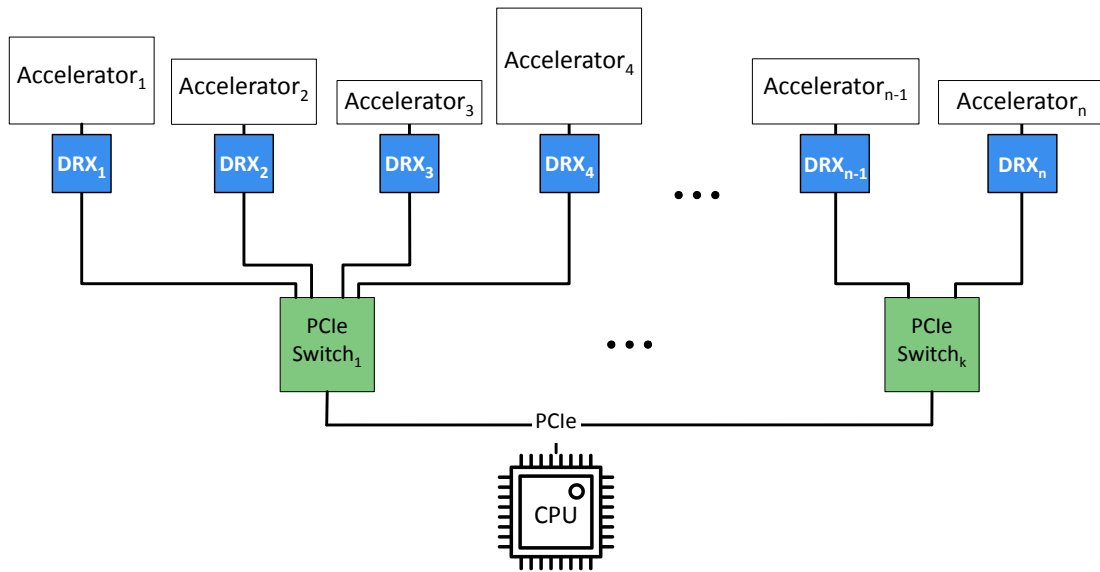 Accelerator₁
Accelerator₂
Accelerator₃
Accelerator₄
Acceleratorₙ₋₁
Acceleratorₙ
DRX₁
DRX₂
DRX₃
DRX₄
DRXₙ₋₁
DRXₙ
• • •
PCIe
Switch₁
• • •
PCIe
Switchₖ
PCIe
CPU